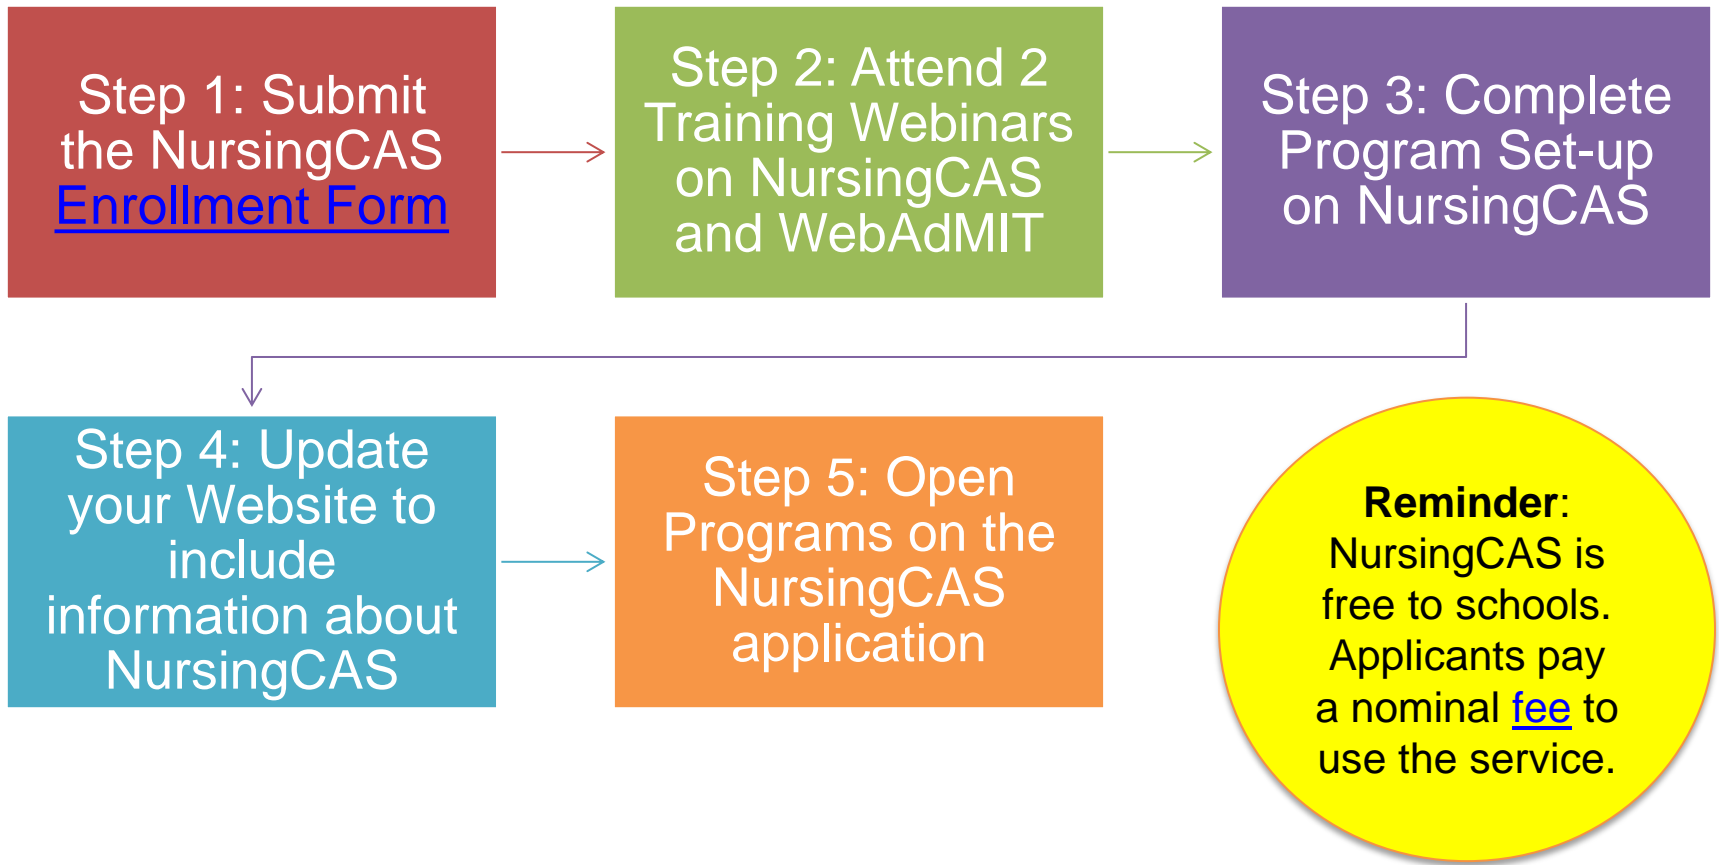 Step 1: Submit
the NursingCAS
Enrollment Form
Step 2: Attend 2
Training Webinars
on NursingCAS
and WebAdMIT
Step 3: Complete
Program Set-up
on NursingCAS
Step 4: Update
your Website to
include
information about
NursingCAS
Step 5: Open
Programs on the
NursingCAS
application
Reminder:
NursingCAS is
free to schools.
Applicants pay
a nominal fee to
use the service.